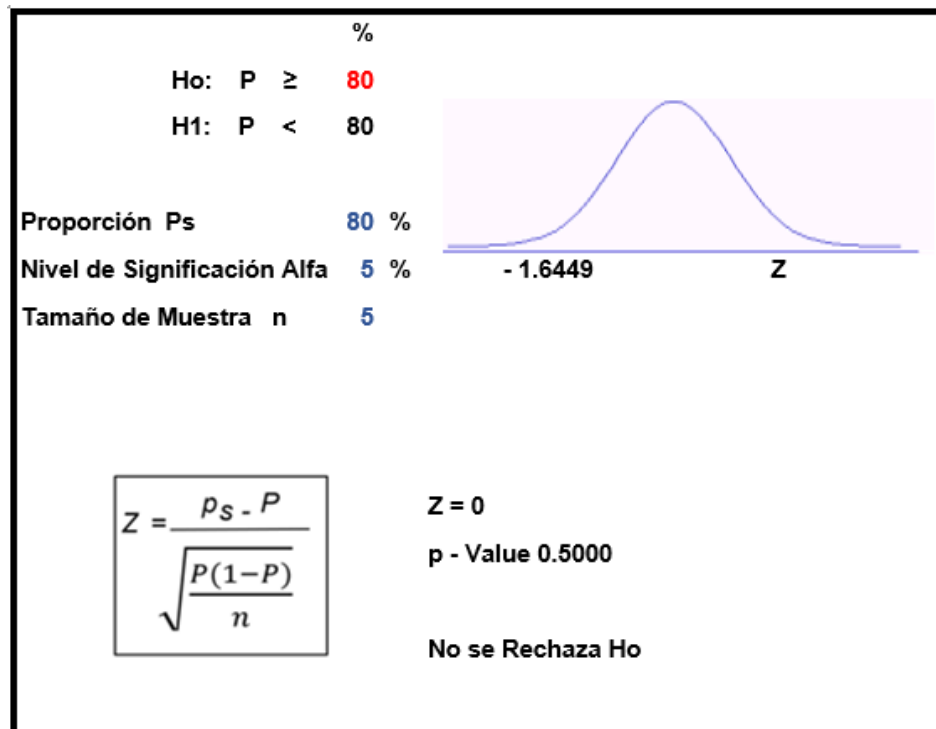 %
Ho: P ≥ 80
H1: P < 80
Proporción Ps 80 %
Nivel de Significación Alfa 5 %
Tamaño de Muestra n 5
- 1.6449 Z
Z = (pS - P) / √(P(1−P) / n)
Z = 0
p - Value 0.5000
No se Rechaza Ho